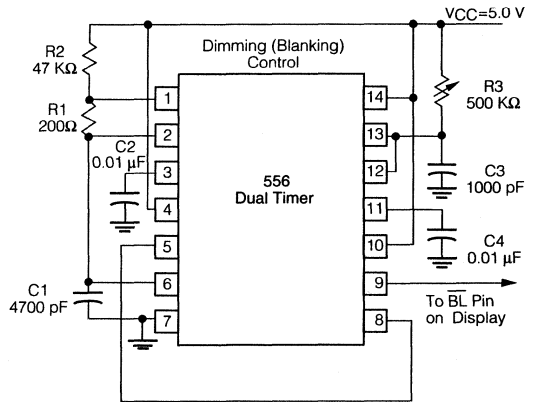 VCC=5.0 V
Dimming (Blanking)
Control
R2
47 KΩ
R1
200Ω
C2
0.01 µF
C1
4700 pF
1
2
3
4
5
6
7
556
Dual Timer
14
13
12
11
10
9
8
R3
500 KΩ
C3
1000 pF
C4
0.01 µF
To B̅L̅ Pin
on Display